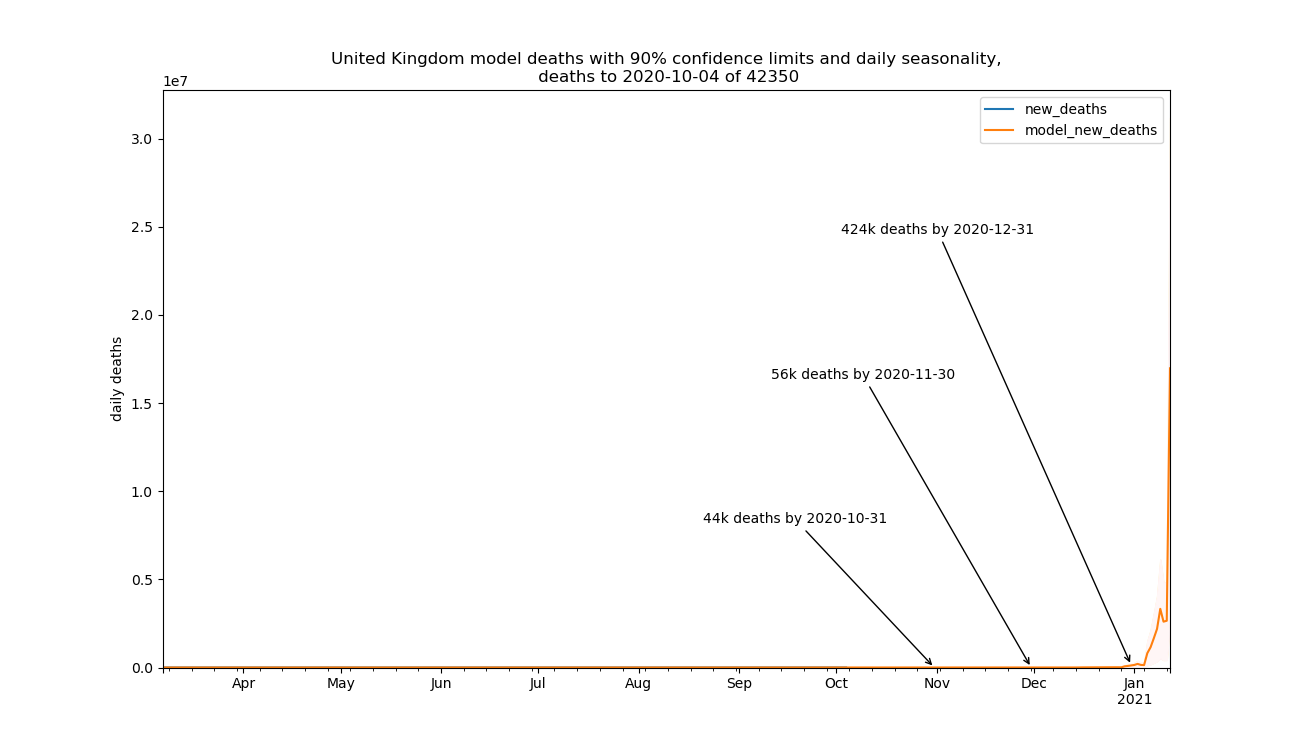 United Kingdom model deaths with 90% confidence limits and daily seasonality,
deaths to 2020-10-04 of 42350
1e7
new_deaths
model_new_deaths
3.0
2.5
2.0
1.5
1.0
0.5
0.0
daily deaths
424k deaths by 2020-12-31
56k deaths by 2020-11-30
44k deaths by 2020-10-31
Apr May Jun Jul Aug Sep Oct Nov Dec Jan
2021